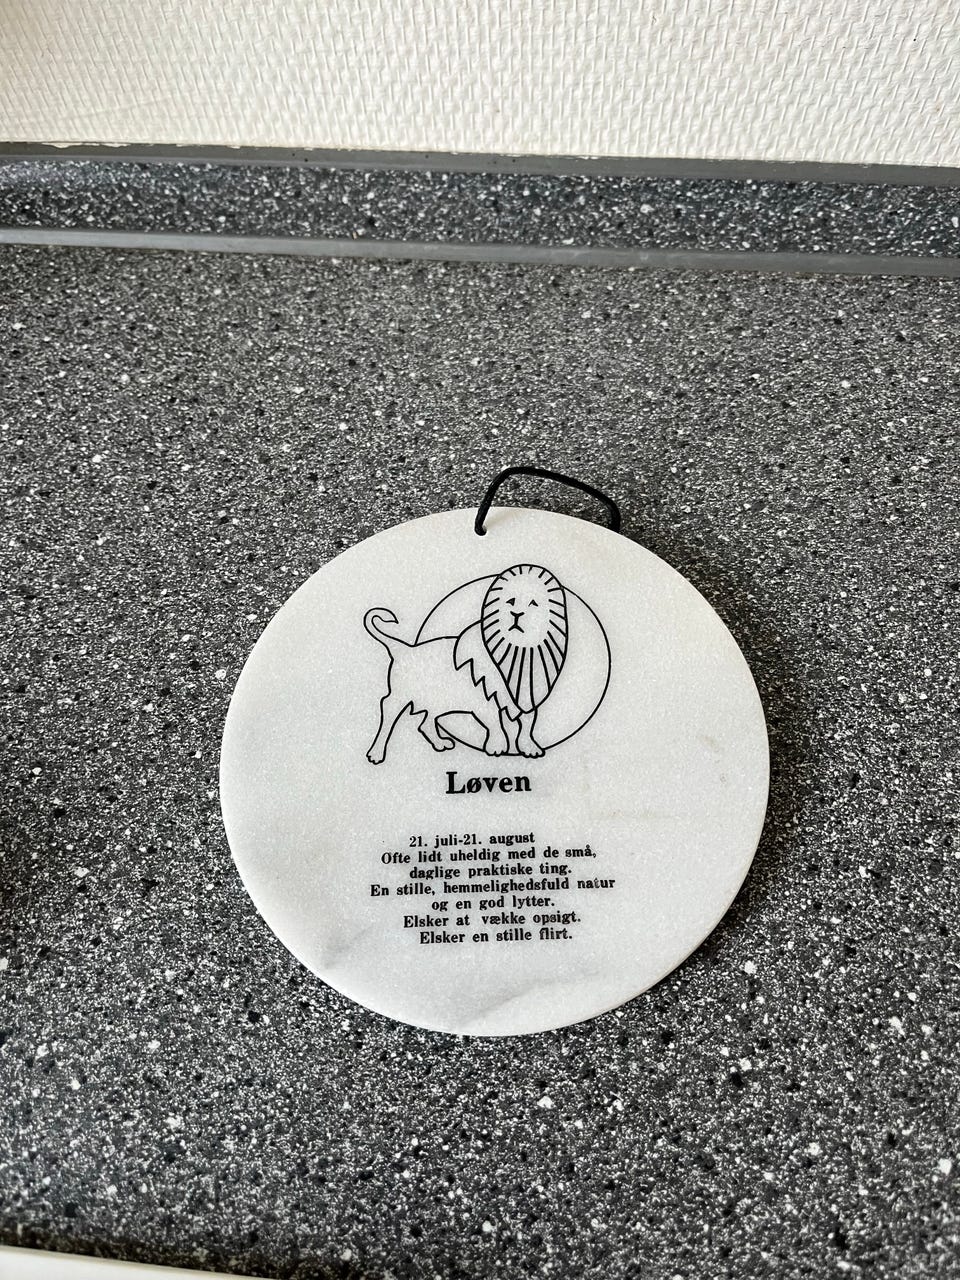 Løven
21. juli-21. august
Ofte lidt uheldig med de små,
daglige praktiske ting.
En stille, hemmelighedsfuld natur
og en god lytter.
Elsker at vække opsigt.
Elsker en stille flirt.